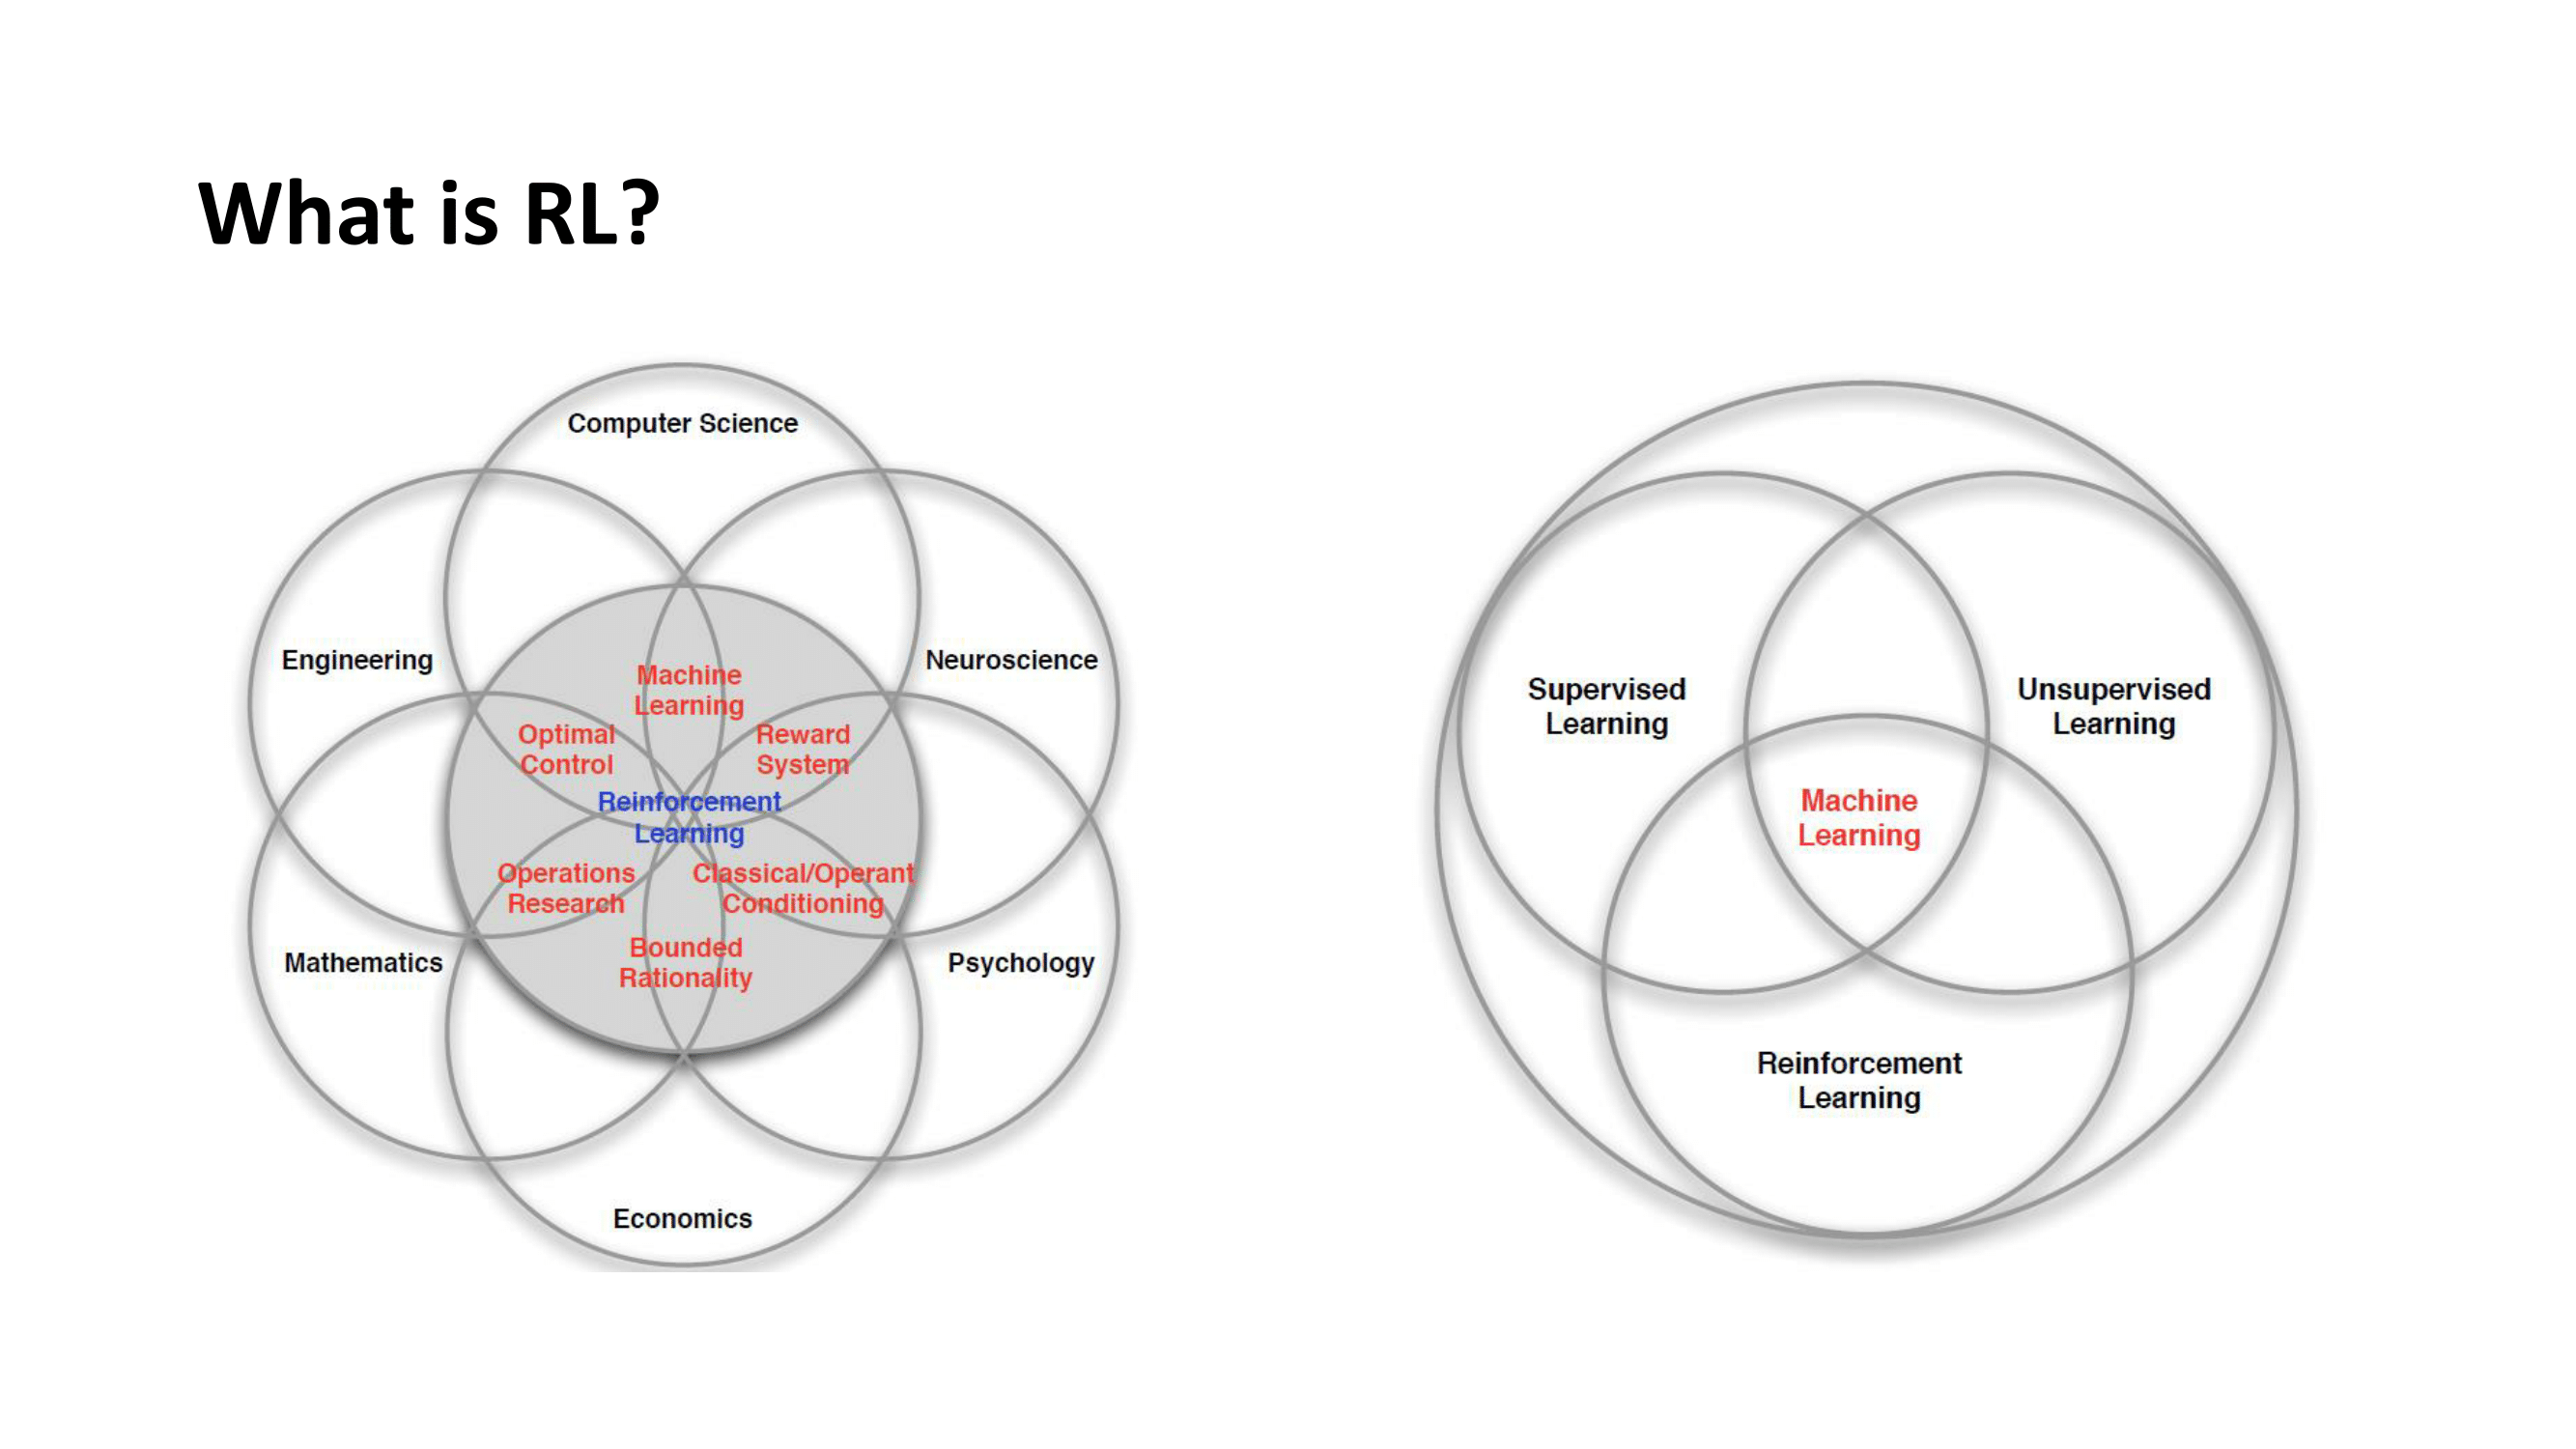 What is RL?
Computer Science
Engineering
Neuroscience
Machine
Learning
Optimal
Control
Reward
System
Reinforcement
Learning
Operations
Research
Classical/Operant
Conditioning
Bounded
Rationality
Mathematics
Psychology
Economics
Supervised
Learning
Unsupervised
Learning
Machine
Learning
Reinforcement
Learning